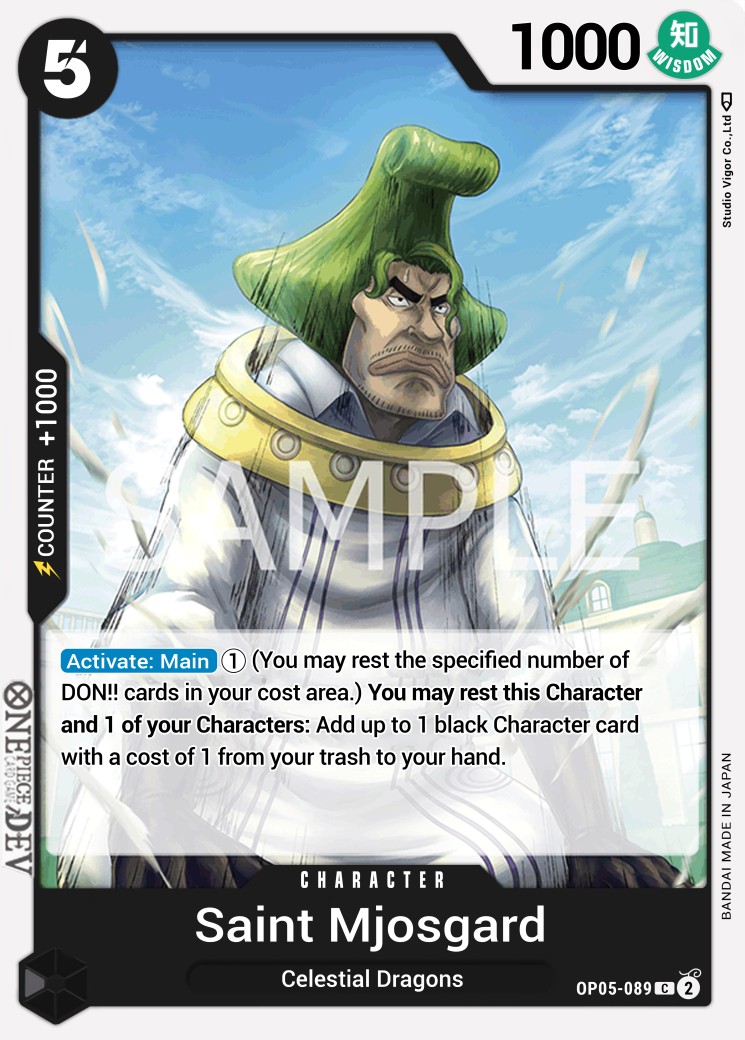 5
1000
知
WISDOM
Studio Vigor Co.,Ltd
COUNTER +1000
SAMPLE
Activate: Main ① (You may rest the specified number of
DON!! cards in your cost area.) You may rest this Character
and 1 of your Characters: Add up to 1 black Character card
with a cost of 1 from your trash to your hand.
ONE PIECE
CARD GAME
DEV
BANDAI MADE IN JAPAN
CHARACTER
Saint Mjosgard
Celestial Dragons
OP05-089 C 2